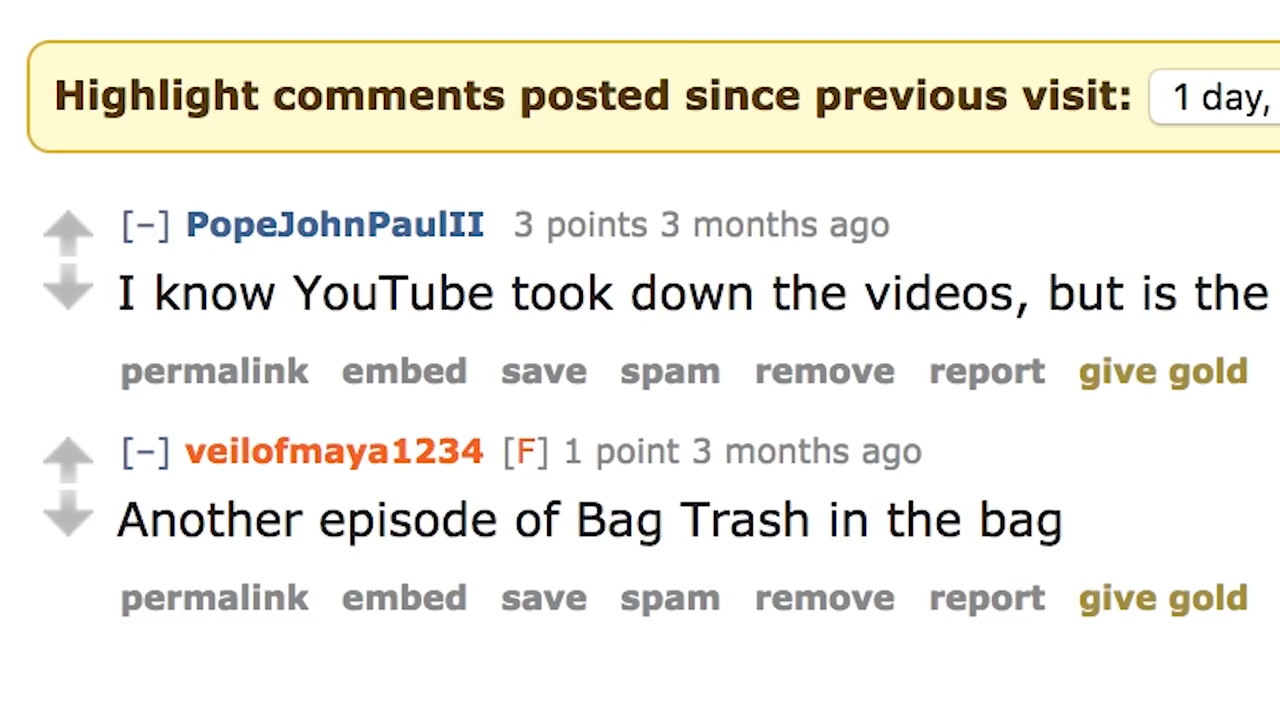 Highlight comments posted since previous visit: 1 day,
[–] PopeJohnPaulII 3 points 3 months ago
I know YouTube took down the videos, but is the
permalink embed save spam remove report give gold
[–] veilofmaya1234 [F] 1 point 3 months ago
Another episode of Bag Trash in the bag
permalink embed save spam remove report give gold